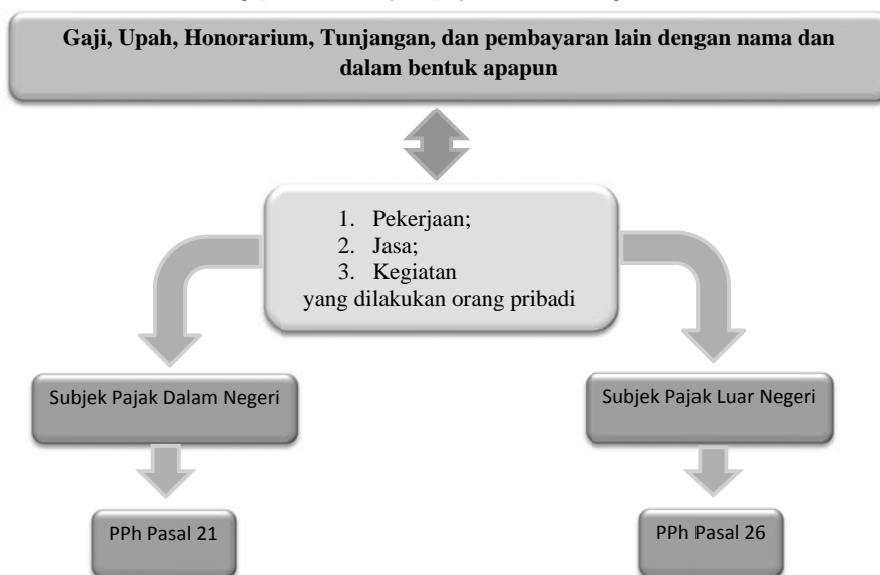 Gaji, Upah, Honorarium, Tunjangan, dan pembayaran lain dengan nama dan
dalam bentuk apapun
1. Pekerjaan;
2. Jasa;
3. Kegiatan
yang dilakukan orang pribadi
Subjek Pajak Dalam Negeri
Subjek Pajak Luar Negeri
PPh Pasal 21
PPh Pasal 26